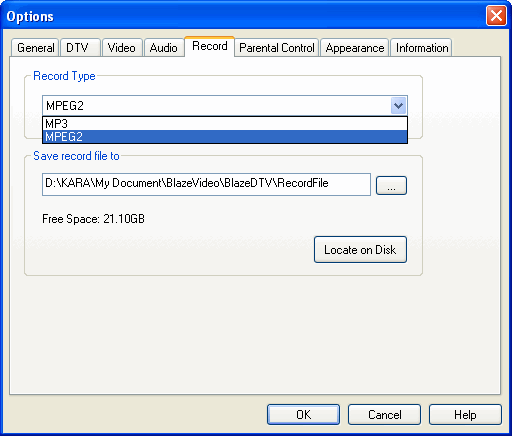 Options
General DTV Video Audio Record Parental Control Appearance Information
Record Type
MPEG2
MP3
MPEG2
Save record file to
D:\KARA\My Document\BlazeVideo\BlazeDTV\RecordFile ...
Free Space: 21.10GB
Locate on Disk
OK Cancel Help